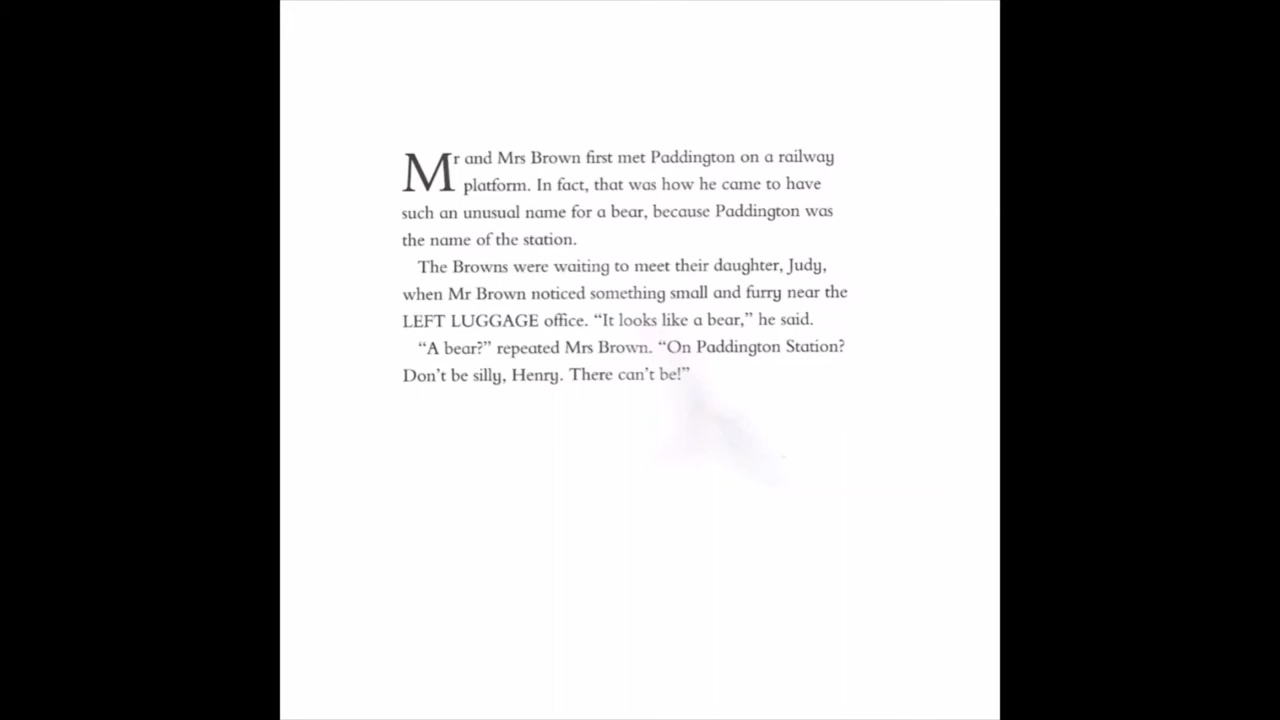 Mr and Mrs Brown first met Paddington on a railway
platform. In fact, that was how he came to have
such an unusual name for a bear, because Paddington was
the name of the station.
The Browns were waiting to meet their daughter, Judy,
when Mr Brown noticed something small and furry near the
LEFT LUGGAGE office. “It looks like a bear,” he said.
“A bear?” repeated Mrs Brown. “On Paddington Station?
Don’t be silly, Henry. There can’t be!”